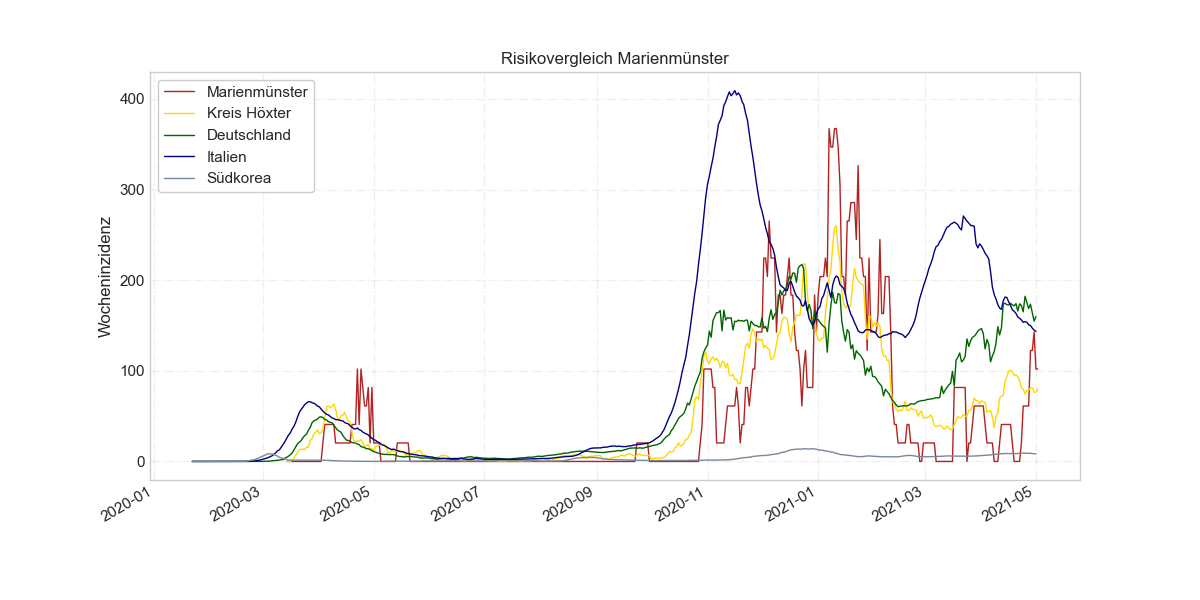 Risikovergleich Marienmünster
Marienmünster
Kreis Höxter
Deutschland
Italien
Südkorea
Wocheninzidenz
400
300
200
100
0
2020-01
2020-03
2020-05
2020-07
2020-09
2020-11
2021-01
2021-03
2021-05